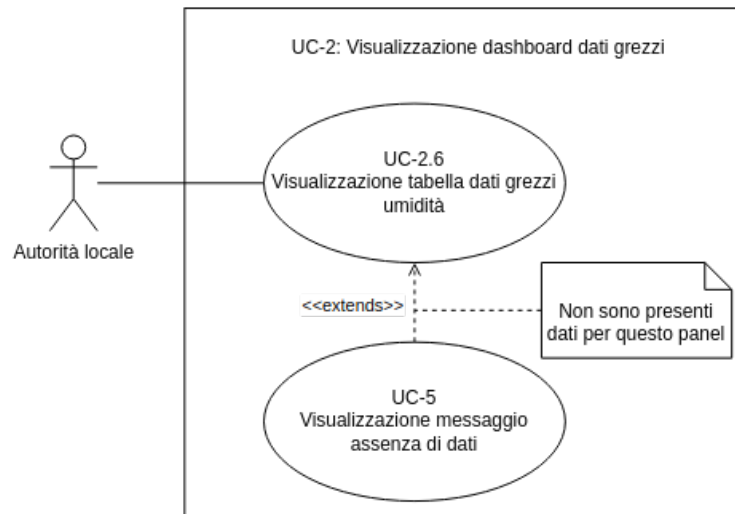 UC-2: Visualizzazione dashboard dati grezzi
UC-2.6
Visualizzazione tabella dati grezzi
umidità
Autorità locale
<<extends>>
Non sono presenti
dati per questo panel
UC-5
Visualizzazione messaggio
assenza di dati